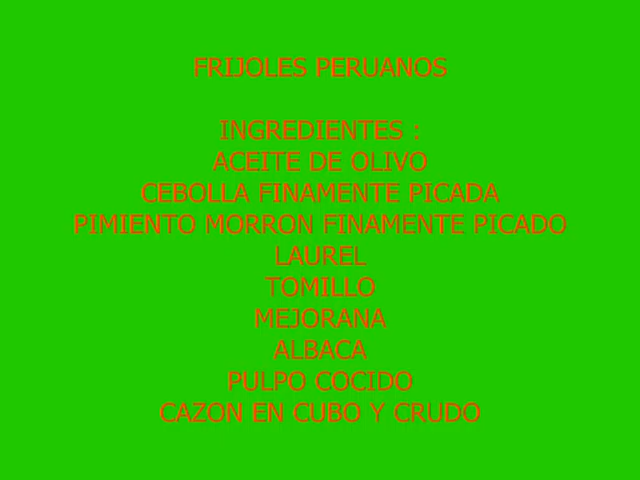 FRIJOLES PERUANOS
INGREDIENTES :
ACEITE DE OLIVO
CEBOLLA FINAMENTE PICADA
PIMIENTO MORRON FINAMENTE PICADO
LAUREL
TOMILLO
MEJORANA
ALBACA
PULPO COCIDO
CAZON EN CUBO Y CRUDO